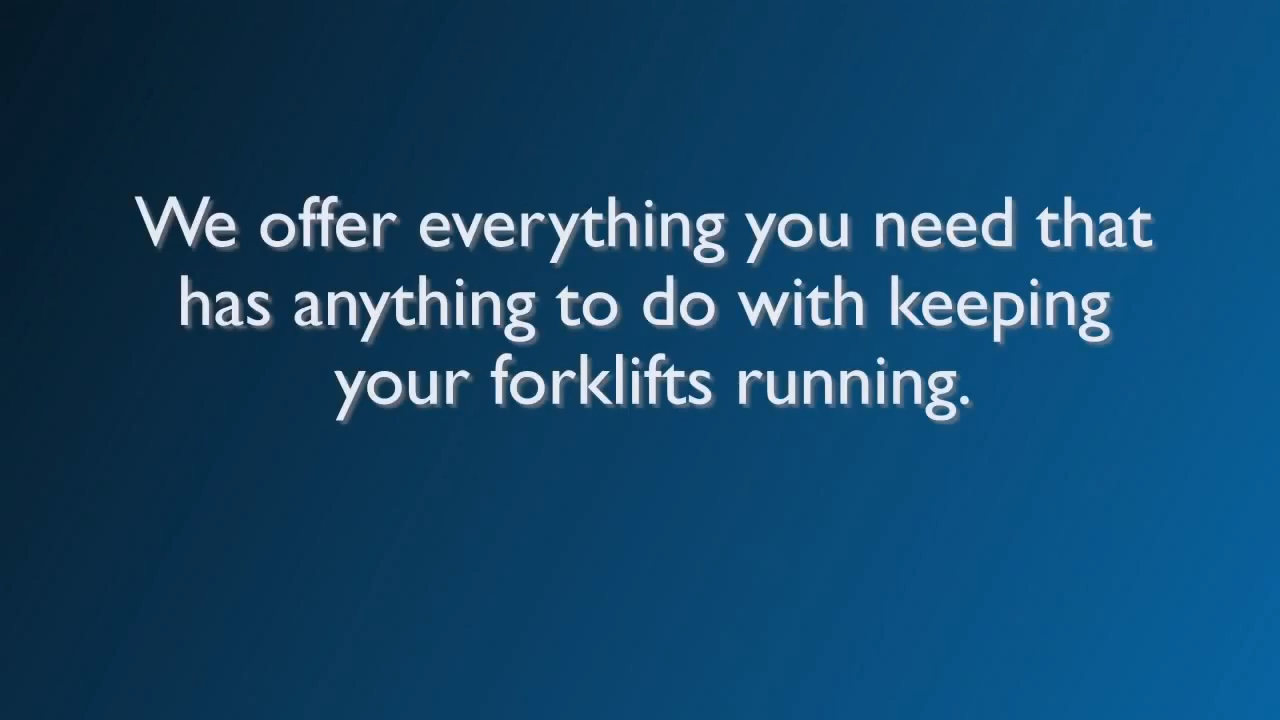 We offer everything you need that
has anything to do with keeping
your forklifts running.